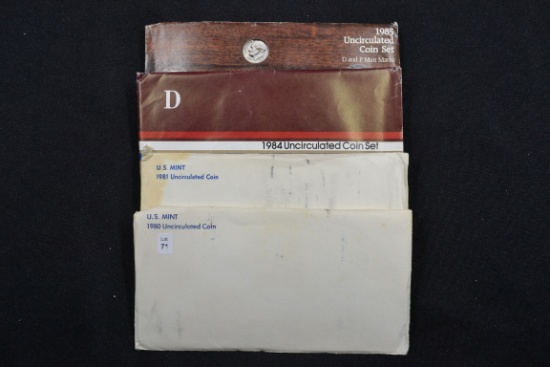 1985
Uncirculated
Coin Set
D and P Mint Marks
D
1984 Uncirculated Coin Set
U.S. MINT
1981 Uncirculated Coin
U.S. MINT
1980 Uncirculated Coin